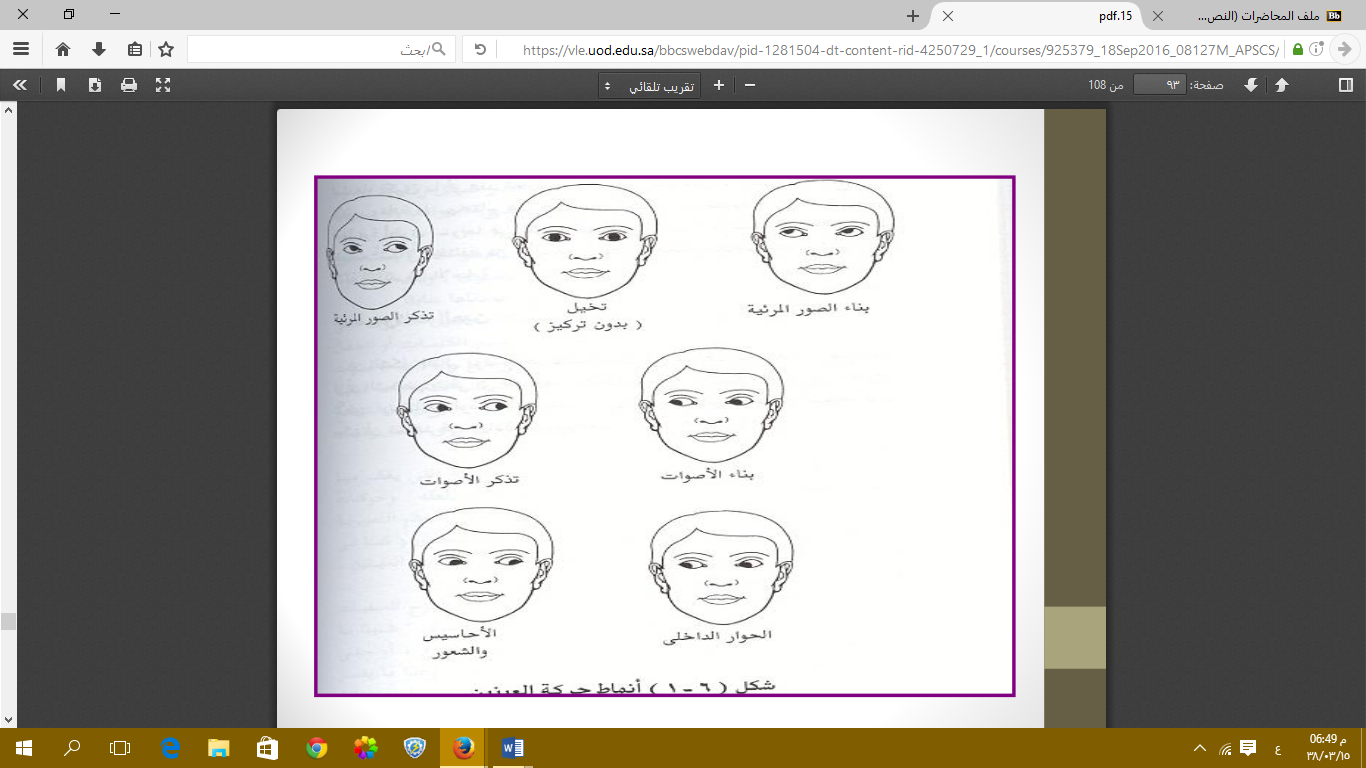 ملف المحاضرات (النص...
pdf.15
https://vle.uod.edu.sa/bbcswebdav/pid-1281504-dt-content-rid-4250729_1/courses/925379_18Sep2016_08127M_APSCS/
ابحث
صفحة: ٩٣ من 108
تقريب تلقائي
بناء الصور المرئية
تخيل
( بدون تركيز )
تذكر الصور المرئية
بناء الأصوات
تذكر الأصوات
الحوار الداخلى
الأحاسيس
والشعور
شكل ( ٦ - ١ ) أنماط حركة العينين
06:49 م
٣٨/٠٣/١٥
ع